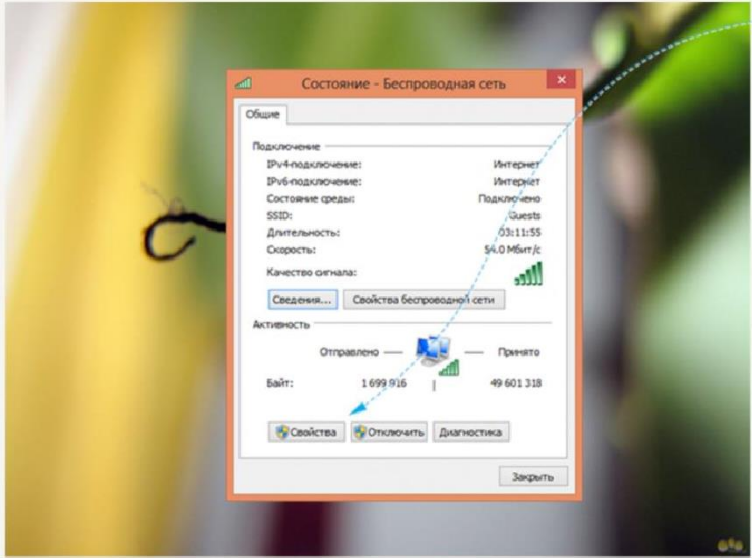 Состояние - Беспроводная сеть
Общие
Подключение
IPv4-подключение: Интернет
IPv6-подключение: Интернет
Состояние среды: Подключено
SSID: Guests
Длительность: 03:11:55
Скорость: 54.0 Мбит/с
Качество сигнала:
Сведения... Свойства беспроводной сети
Активность
Отправлено — — Принято
Байт: 1 699 916 | 49 601 318
Свойства Отключить Диагностика
Закрыть